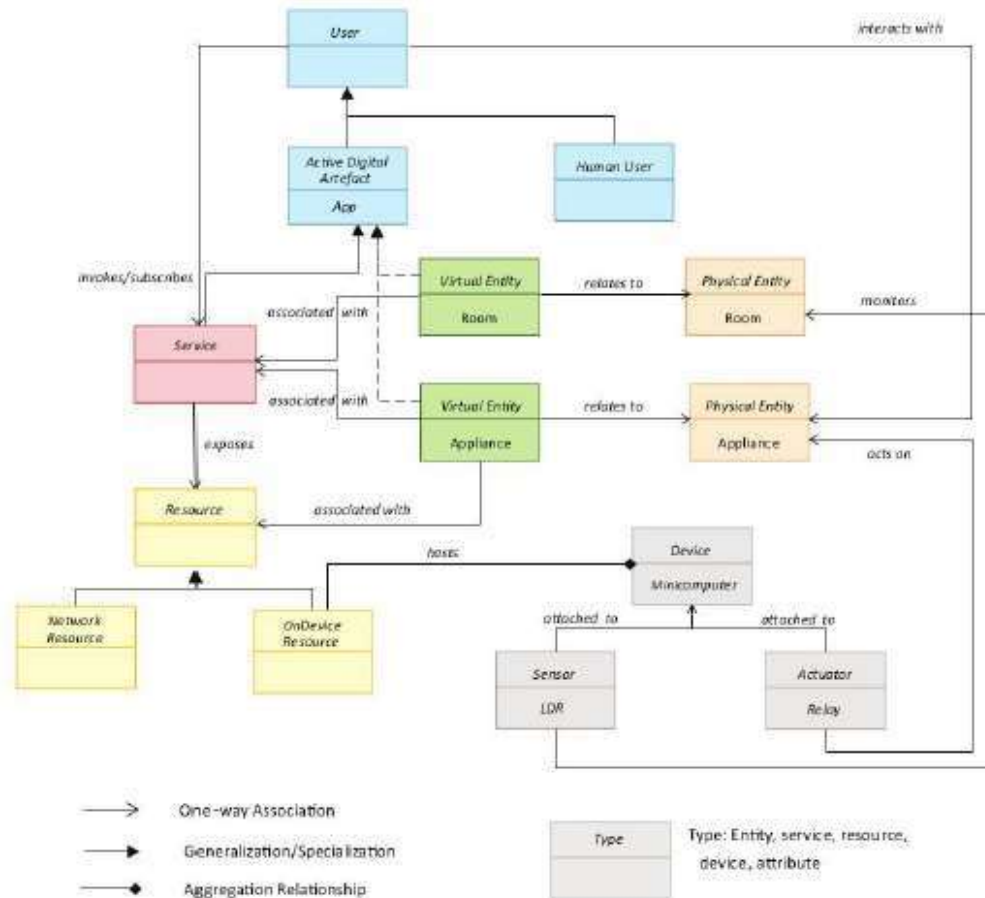 User
interacts with
Active Digital
Artefact
App
Human User
invokes/subscribes
Virtual Entity
Room
relates to
Physical Entity
Room
monitors
associated with
Service
associated with
Virtual Entity
Appliance
relates to
Physical Entity
Appliance
acts on
exposes
Resource
associated with
hosts
Device
Minicomputer
Network
Resource
OnDevice
Resource
attached to
attached to
Sensor
LDR
Actuator
Relay
One-way Association
Generalization/Specialization
Aggregation Relationship
Type
Type: Entity, service, resource,
device, attribute